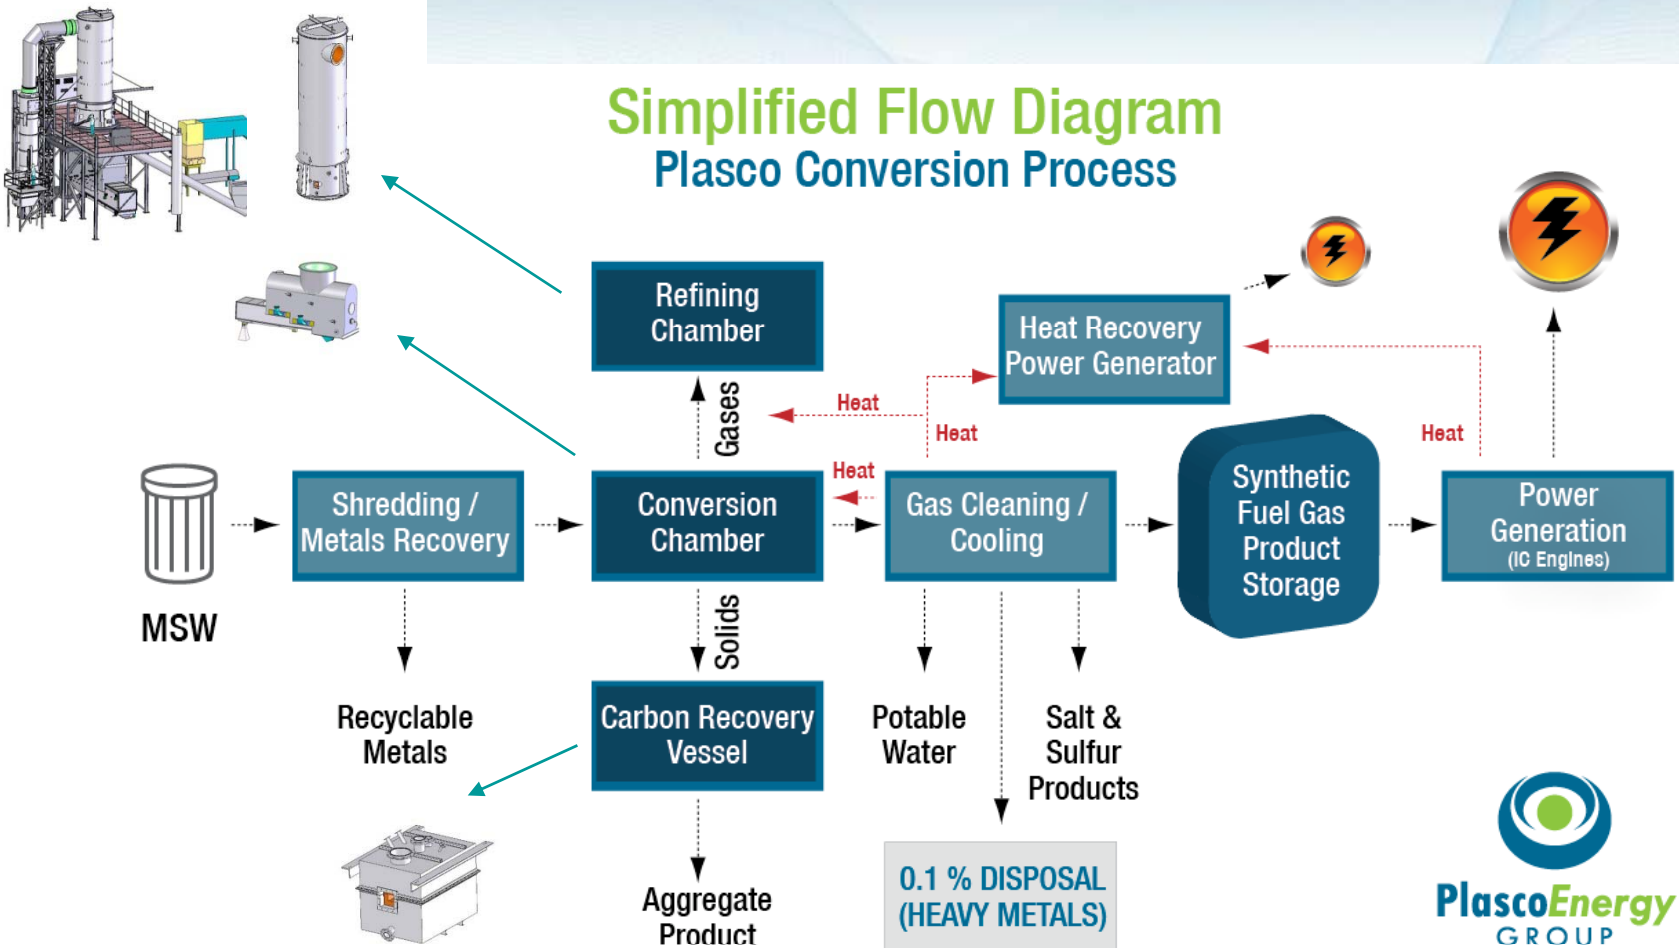 Simplified Flow Diagram
Plasco Conversion Process
Refining
Chamber
Heat Recovery
Power Generator
Gases
Heat
Heat
Heat
Heat
MSW
Shredding /
Metals Recovery
Conversion
Chamber
Gas Cleaning /
Cooling
Synthetic
Fuel Gas
Product
Storage
Power
Generation
(IC Engines)
Solids
Recyclable
Metals
Carbon Recovery
Vessel
Potable
Water
Salt &
Sulfur
Products
Aggregate
Product
0.1 % DISPOSAL
(HEAVY METALS)
PlascoEnergy
GROUP